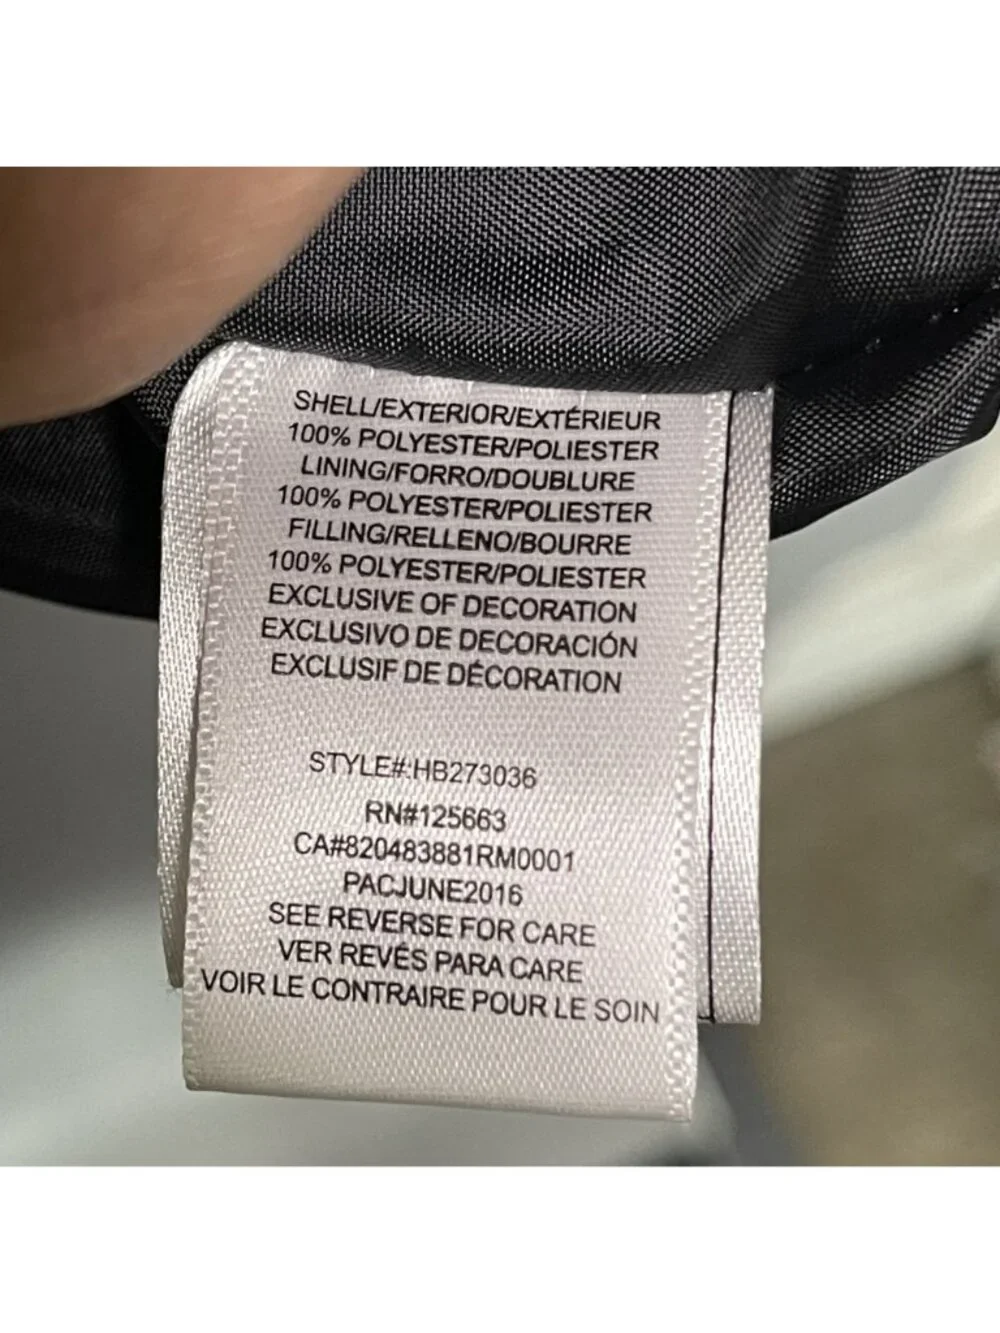 SHELL/EXTERIOR/EXTÉRIEUR
100% POLYESTER/POLIESTER
LINING/FORRO/DOUBLURE
100% POLYESTER/POLIESTER
FILLING/RELLENO/BOURRE
100% POLYESTER/POLIESTER
EXCLUSIVE OF DECORATION
EXCLUSIVO DE DECORACIÓN
EXCLUSIF DE DÉCORATION
STYLE#:HB273036
RN#125663
CA#820483881RM0001
PACJUNE2016
SEE REVERSE FOR CARE
VER REVÉS PARA CARE
VOIR LE CONTRAIRE POUR LE SOIN